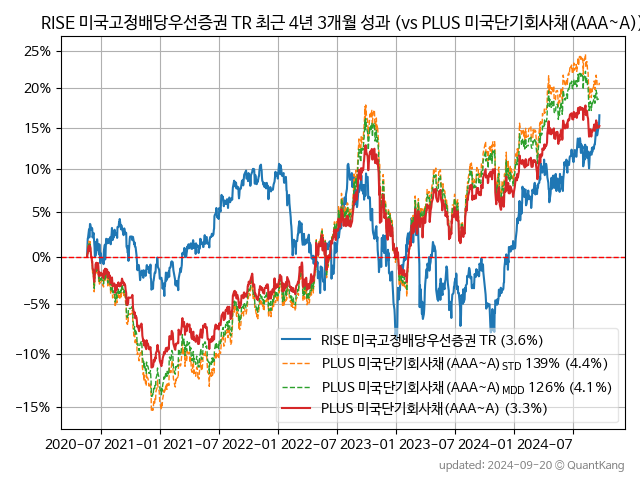 RISE 미국고정배당우선증권 TR 최근 4년 3개월 성과 (vs PLUS 미국단기회사채(AAA~A))
25%
20%
15%
10%
5%
0%
−5%
−10%
−15%
RISE 미국고정배당우선증권 TR (3.6%)
PLUS 미국단기회사채(AAA~A) STD 139% (4.4%)
PLUS 미국단기회사채(AAA~A) MDD 126% (4.1%)
PLUS 미국단기회사채(AAA~A) (3.3%)
2020-07 2021-01 2021-07 2022-01 2022-07 2023-01 2023-07 2024-01 2024-07
updated: 2024-09-20 © QuantKang